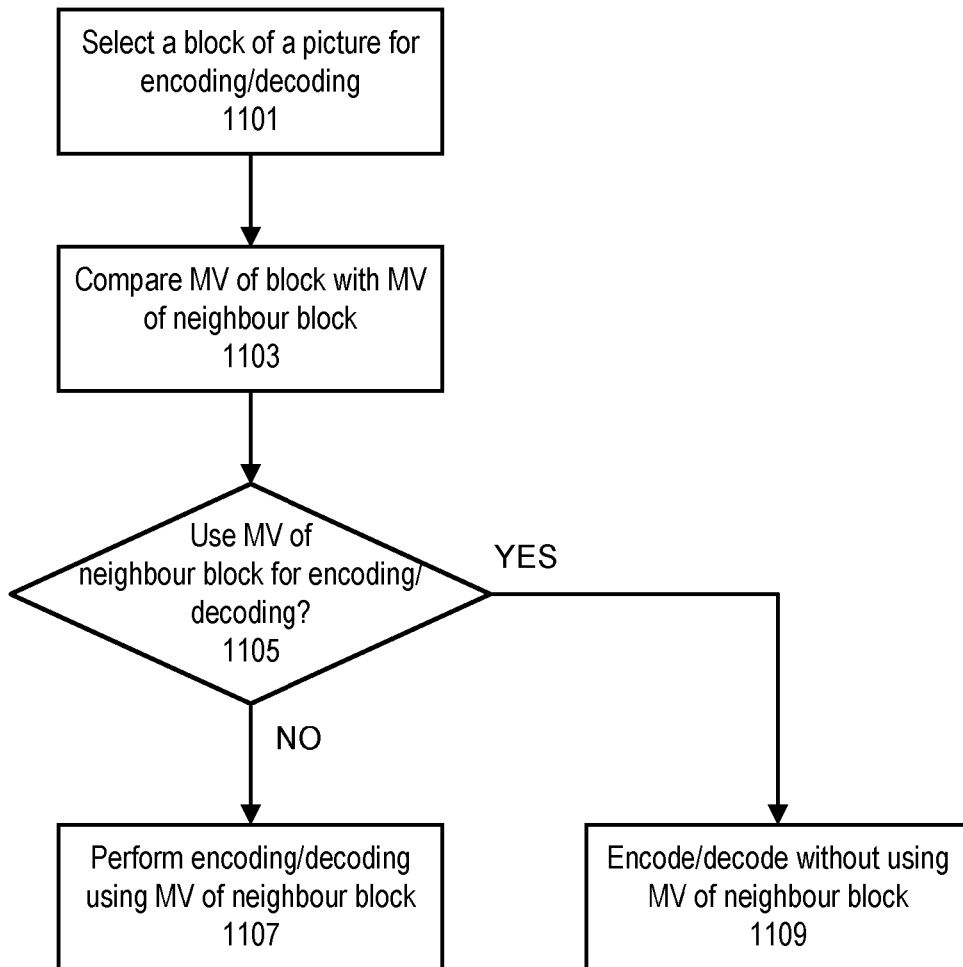 Select a block of a picture for
encoding/decoding
1101
Compare MV of block with MV
of neighbour block
1103
Use MV of
neighbour block for encoding/
decoding?
1105
YES
NO
Perform encoding/decoding
using MV of neighbour block
1107
Encode/decode without using
MV of neighbour block
1109